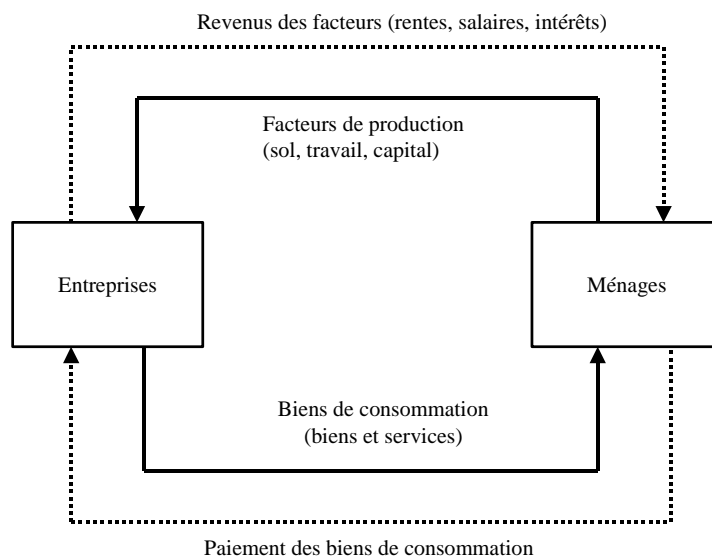 Revenus des facteurs (rentes, salaires, intérêts)
Facteurs de production
(sol, travail, capital)
Entreprises
Ménages
Biens de consommation
(biens et services)
Paiement des biens de consommation